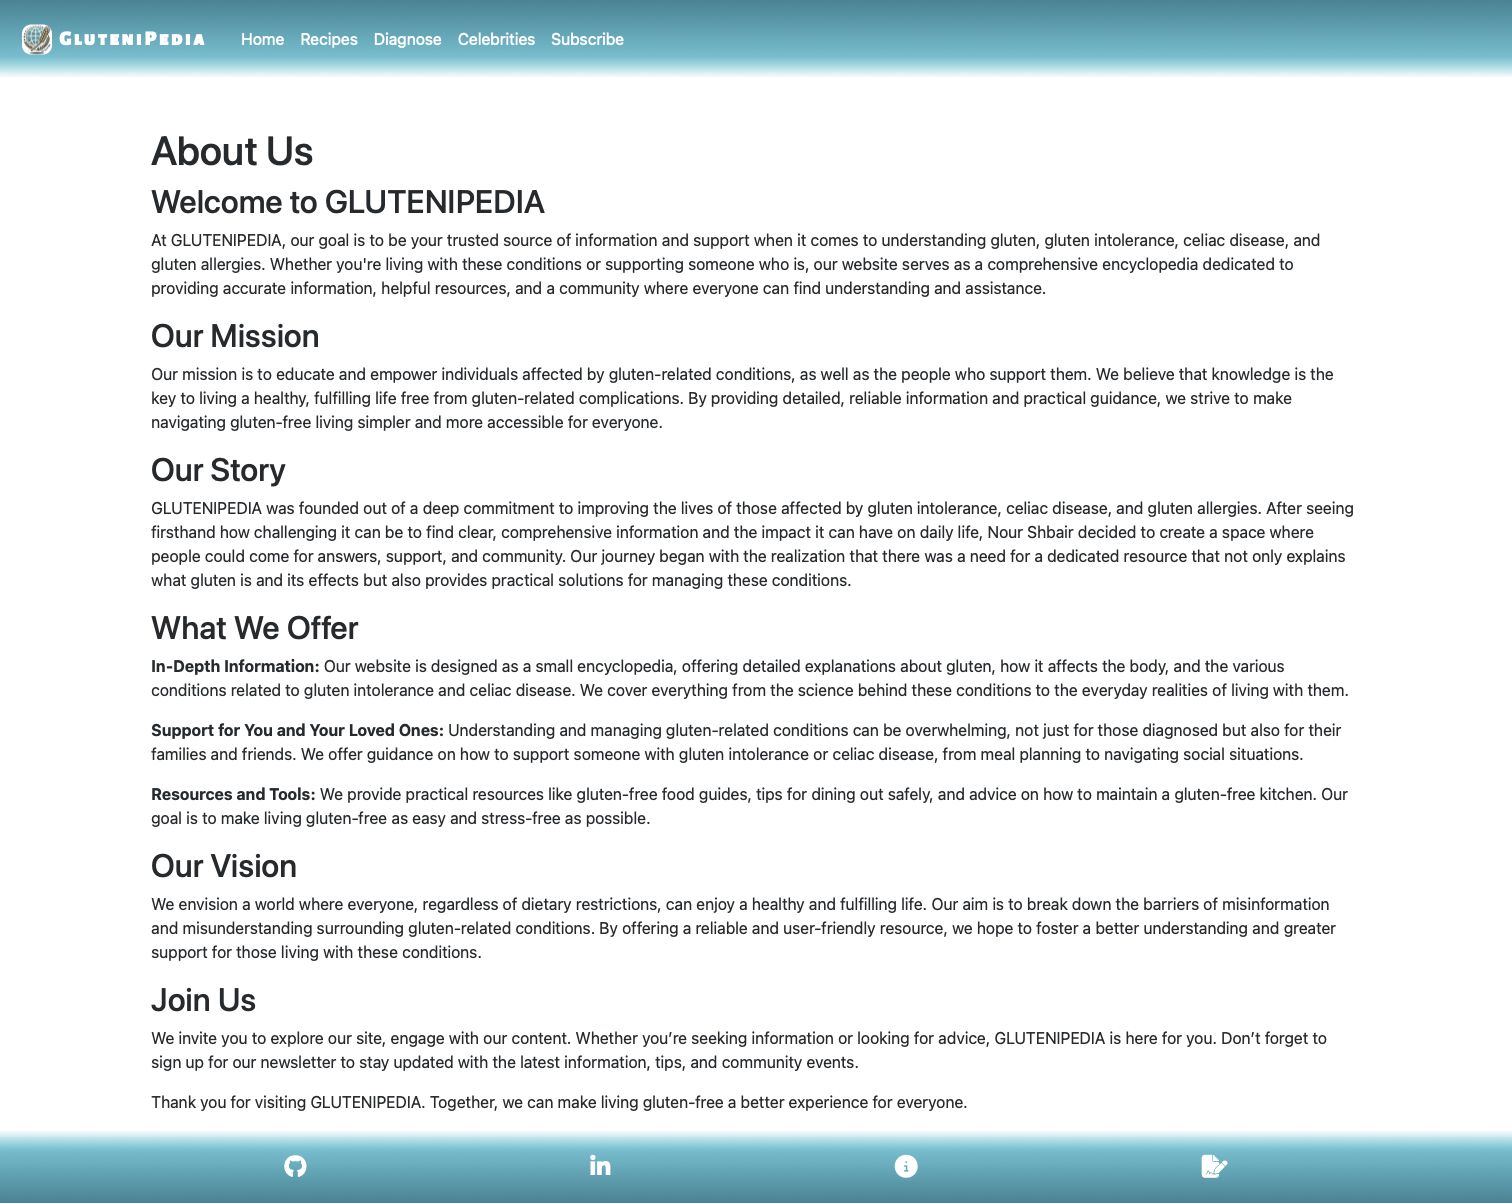 GLUTENIPEDIA Home Recipes Diagnose Celebrities Subscribe
About Us
Welcome to GLUTENIPEDIA
At GLUTENIPEDIA, our goal is to be your trusted source of information and support when it comes to understanding gluten, gluten intolerance, celiac disease, and
gluten allergies. Whether you're living with these conditions or supporting someone who is, our website serves as a comprehensive encyclopedia dedicated to
providing accurate information, helpful resources, and a community where everyone can find understanding and assistance.
Our Mission
Our mission is to educate and empower individuals affected by gluten-related conditions, as well as the people who support them. We believe that knowledge is the
key to living a healthy, fulfilling life free from gluten-related complications. By providing detailed, reliable information and practical guidance, we strive to make
navigating gluten-free living simpler and more accessible for everyone.
Our Story
GLUTENIPEDIA was founded out of a deep commitment to improving the lives of those affected by gluten intolerance, celiac disease, and gluten allergies. After seeing
firsthand how challenging it can be to find clear, comprehensive information and the impact it can have on daily life, Nour Shbair decided to create a space where
people could come for answers, support, and community. Our journey began with the realization that there was a need for a dedicated resource that not only explains
what gluten is and its effects but also provides practical solutions for managing these conditions.
What We Offer
In-Depth Information: Our website is designed as a small encyclopedia, offering detailed explanations about gluten, how it affects the body, and the various
conditions related to gluten intolerance and celiac disease. We cover everything from the science behind these conditions to the everyday realities of living with them.
Support for You and Your Loved Ones: Understanding and managing gluten-related conditions can be overwhelming, not just for those diagnosed but also for their
families and friends. We offer guidance on how to support someone with gluten intolerance or celiac disease, from meal planning to navigating social situations.
Resources and Tools: We provide practical resources like gluten-free food guides, tips for dining out safely, and advice on how to maintain a gluten-free kitchen. Our
goal is to make living gluten-free as easy and stress-free as possible.
Our Vision
We envision a world where everyone, regardless of dietary restrictions, can enjoy a healthy and fulfilling life. Our aim is to break down the barriers of misinformation
and misunderstanding surrounding gluten-related conditions. By offering a reliable and user-friendly resource, we hope to foster a better understanding and greater
support for those living with these conditions.
Join Us
We invite you to explore our site, engage with our content. Whether you’re seeking information or looking for advice, GLUTENIPEDIA is here for you. Don’t forget to
sign up for our newsletter to stay updated with the latest information, tips, and community events.
Thank you for visiting GLUTENIPEDIA. Together, we can make living gluten-free a better experience for everyone.